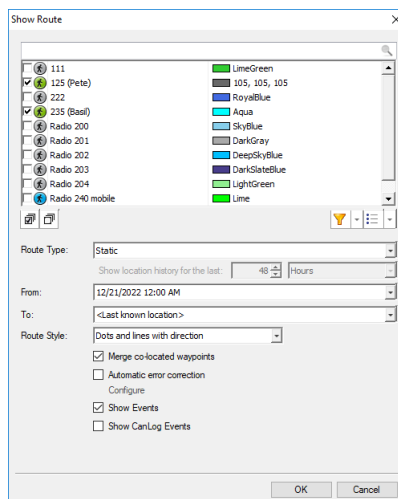 Show Route
111 LimeGreen
125 (Pete) 105, 105, 105
222 RoyalBlue
235 (Basil) Aqua
Radio 200 SkyBlue
Radio 201 DarkGray
Radio 202 DeepSkyBlue
Radio 203 DarkSlateBlue
Radio 204 LightGreen
Radio 240 mobile Lime
Route Type: Static
Show location history for the last: 48 Hours
From: 12/21/2022 12:00 AM
To: <Last known location>
Route Style: Dots and lines with direction
Merge co-located waypoints
Automatic error correction
Configure
Show Events
Show CanLog Events
OK Cancel